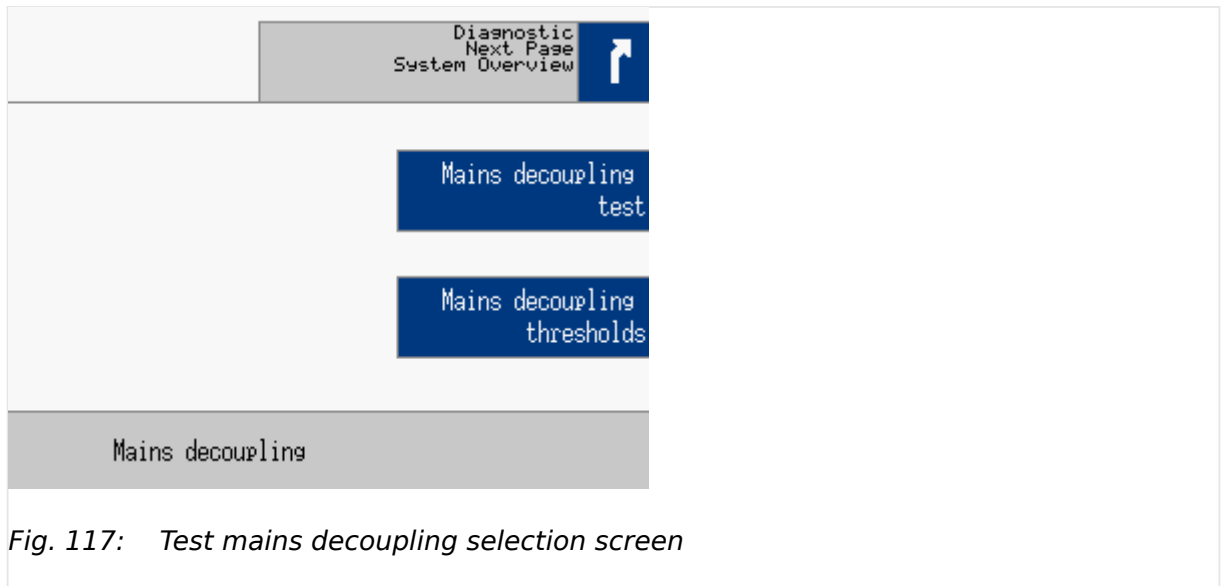 Diagnostic
Next Page
System Overview
Mains decoupling
test
Mains decoupling
thresholds
Mains decoupling
Fig. 117: Test mains decoupling selection screen